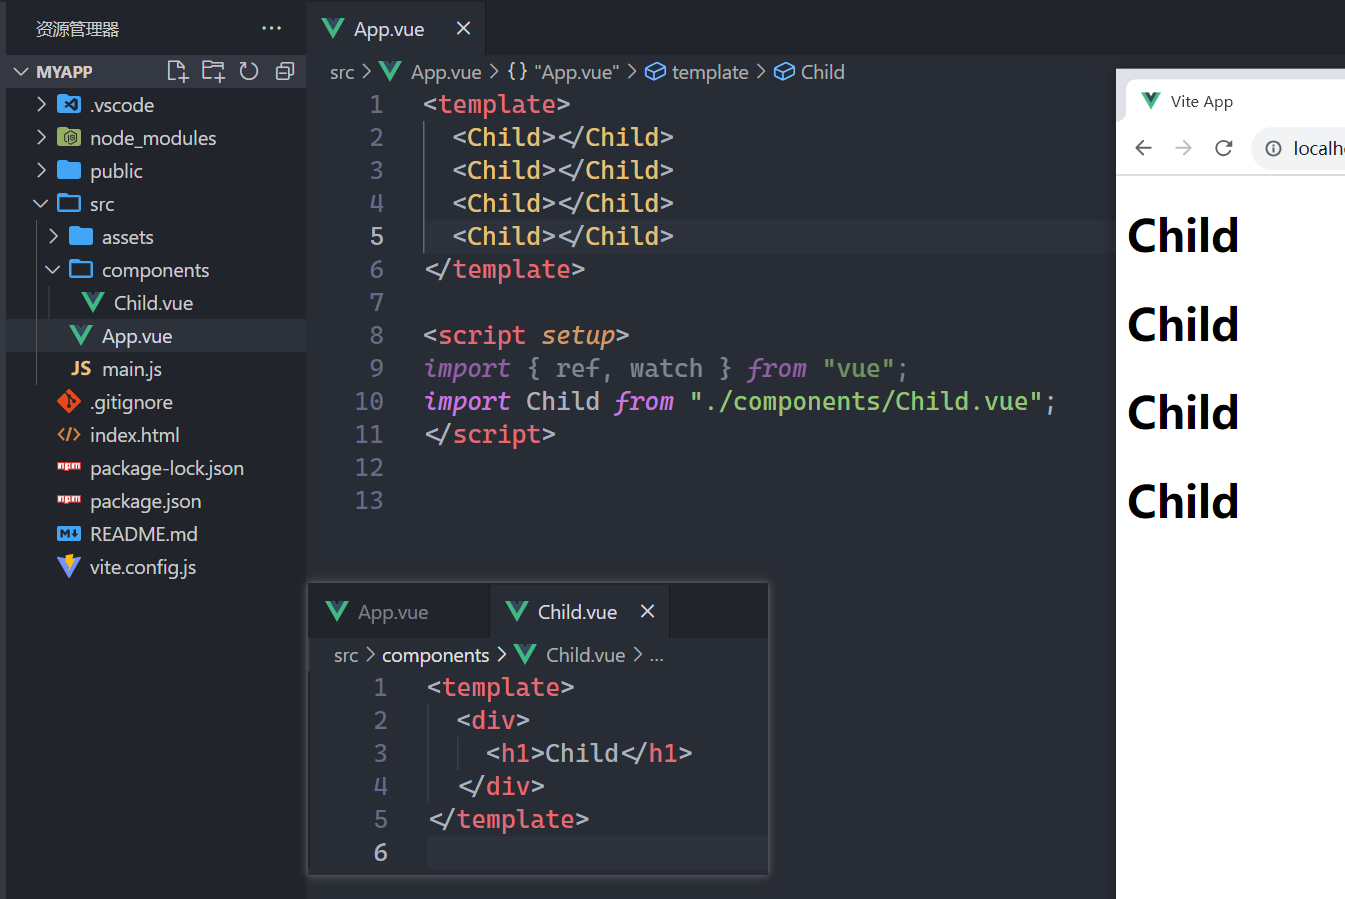 资源管理器 ···
MYAPP
.vscode
node_modules
public
src
assets
components
Child.vue
App.vue
JS main.js
.gitignore
index.html
package-lock.json
package.json
README.md
vite.config.js
App.vue
src > App.vue > {} "App.vue" > template > Child
1 <template>
2 <Child></Child>
3 <Child></Child>
4 <Child></Child>
5 <Child></Child>
6 </template>
7
8 <script setup>
9 import { ref, watch } from "vue";
10 import Child from "./components/Child.vue";
11 </script>
12
13
App.vue Child.vue
src > components > Child.vue > ...
1 <template>
2 <div>
3 <h1>Child</h1>
4 </div>
5 </template>
6
Vite App
localh
Child
Child
Child
Child